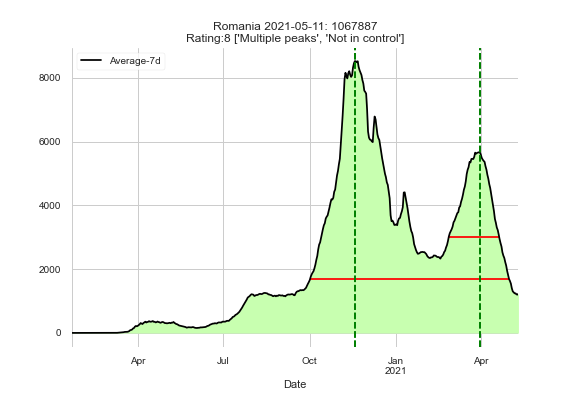 Romania 2021-05-11: 1067887
Rating:8 ['Multiple peaks', 'Not in control']
Average-7d
8000
6000
4000
2000
0
Apr
Jul
Oct
Jan
2021
Apr
Date